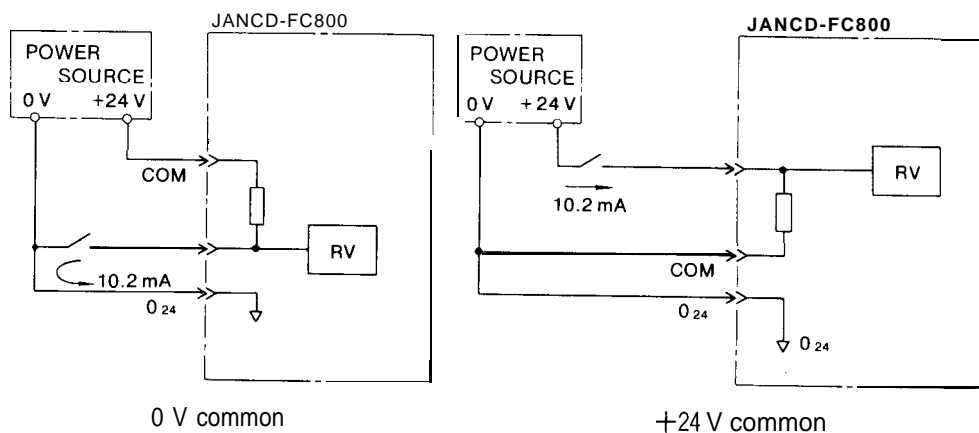 JANCD-FC800
POWER
SOURCE
0 V +24 V
COM
RV
10.2 mA
0 24
0 V common
JANCD-FC800
POWER
SOURCE
0 V +24 V
RV
10.2 mA
COM
0 24
0 24
+24 V common